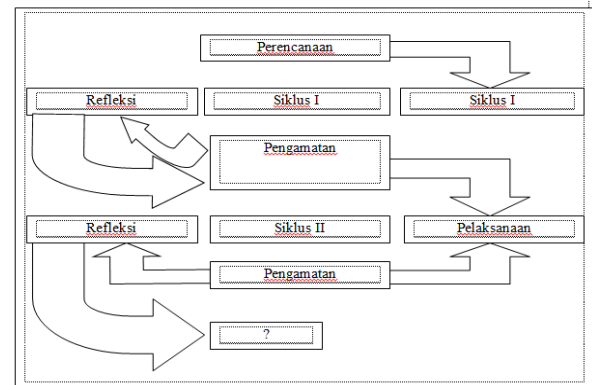 Perencanaan
Refleksi
Siklus I
Siklus I
Pengamatan
Refleksi
Siklus II
Pelaksanaan
Pengamatan
?